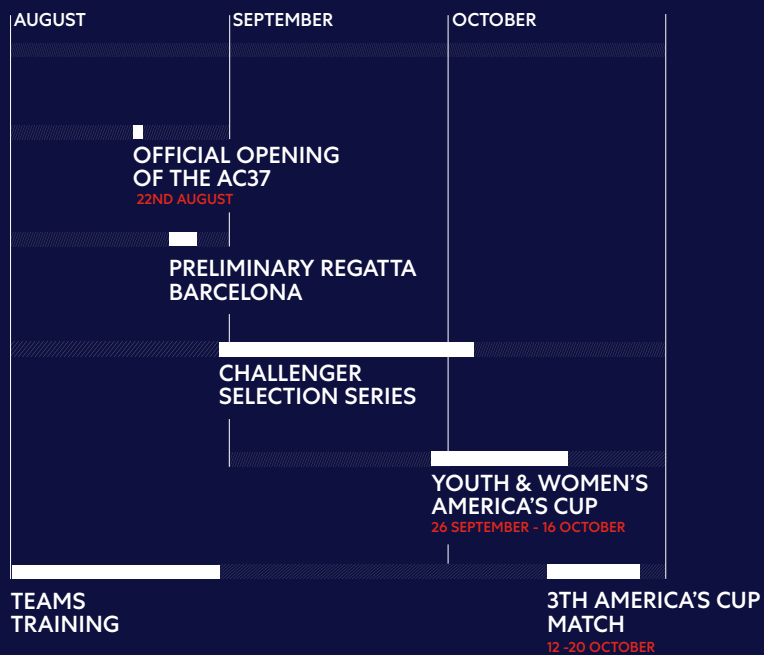 AUGUST
SEPTEMBER
OCTOBER
OFFICIAL OPENING
OF THE AC37
22ND AUGUST
PRELIMINARY REGATTA
BARCELONA
CHALLENGER
SELECTION SERIES
YOUTH & WOMEN’S
AMERICA’S CUP
26 SEPTEMBER - 16 OCTOBER
TEAMS
TRAINING
3TH AMERICA’S CUP
MATCH
12 -20 OCTOBER